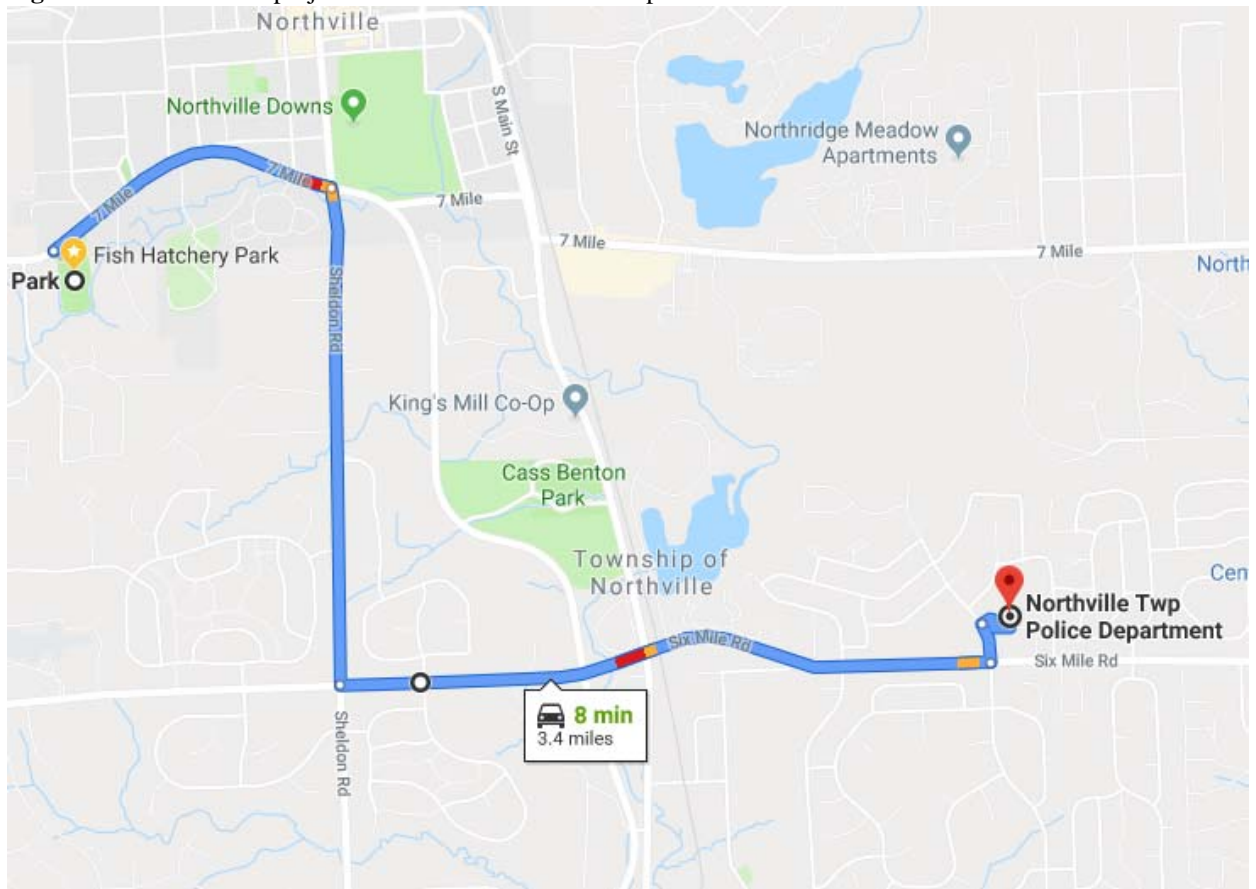 Northville
Northville Downs
S Main St
Northridge Meadow
Apartments
7 Mile
7 Mile
7 Mile
7 Mile
7 Mile
North
Fish Hatchery Park
Park
Sheldon Rd
King's Mill Co-Op
Cass Benton
Park
Township of
Northville
Cen
Northville Twp
Police Department
Six Mile Rd
Six Mile Rd
8 min
3.4 miles
Sheldon Rd